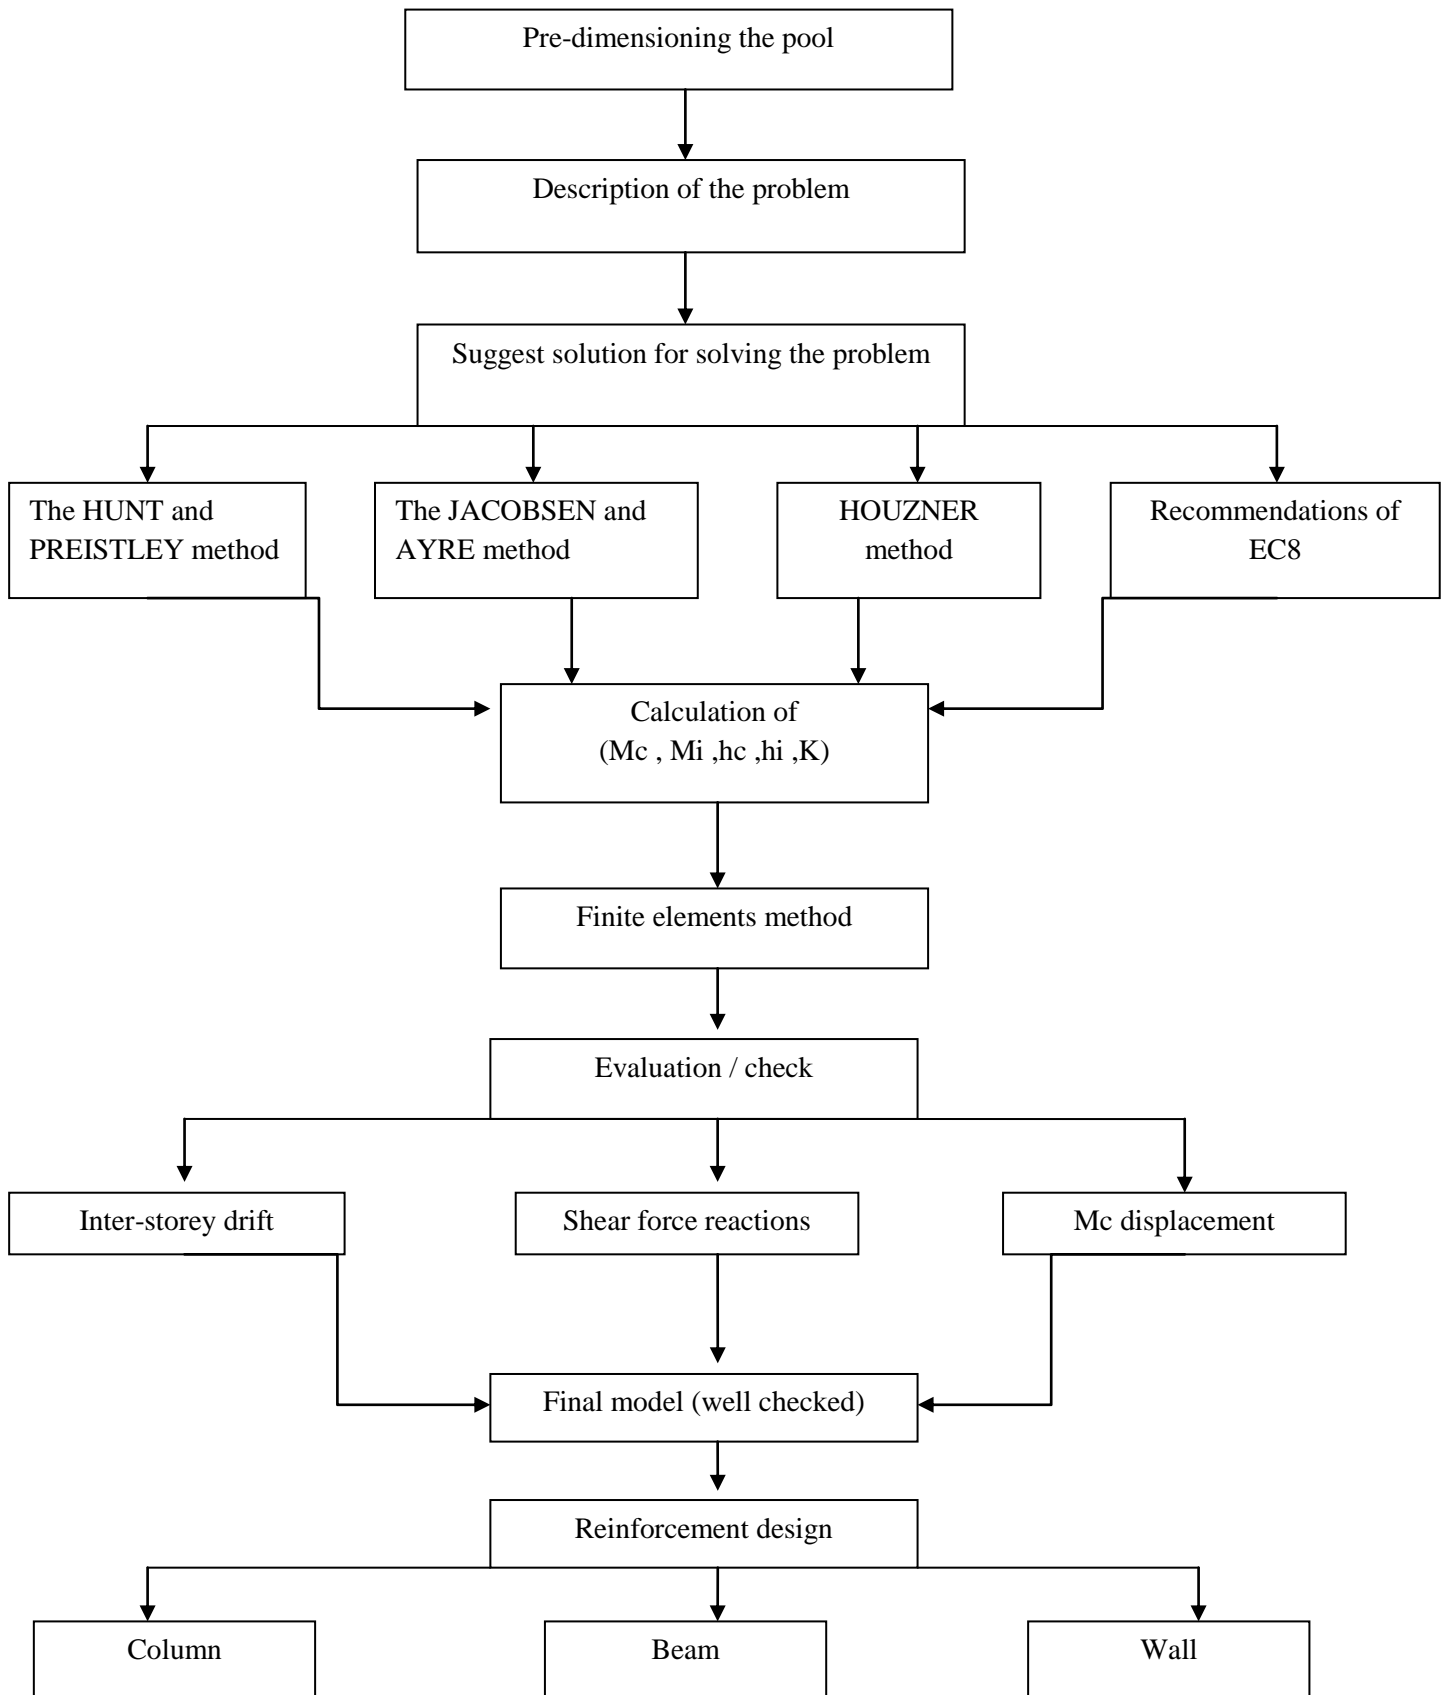 Pre-dimensioning the pool
Description of the problem
Suggest solution for solving the problem
The HUNT and
PREISTLEY method
The JACOBSEN and
AYRE method
HOUZNER
method
Recommendations of
EC8
Calculation of
(Mc , Mi ,hc ,hi ,K)
Finite elements method
Evaluation / check
Inter-storey drift
Shear force reactions
Mc displacement
Final model (well checked)
Reinforcement design
Column
Beam
Wall